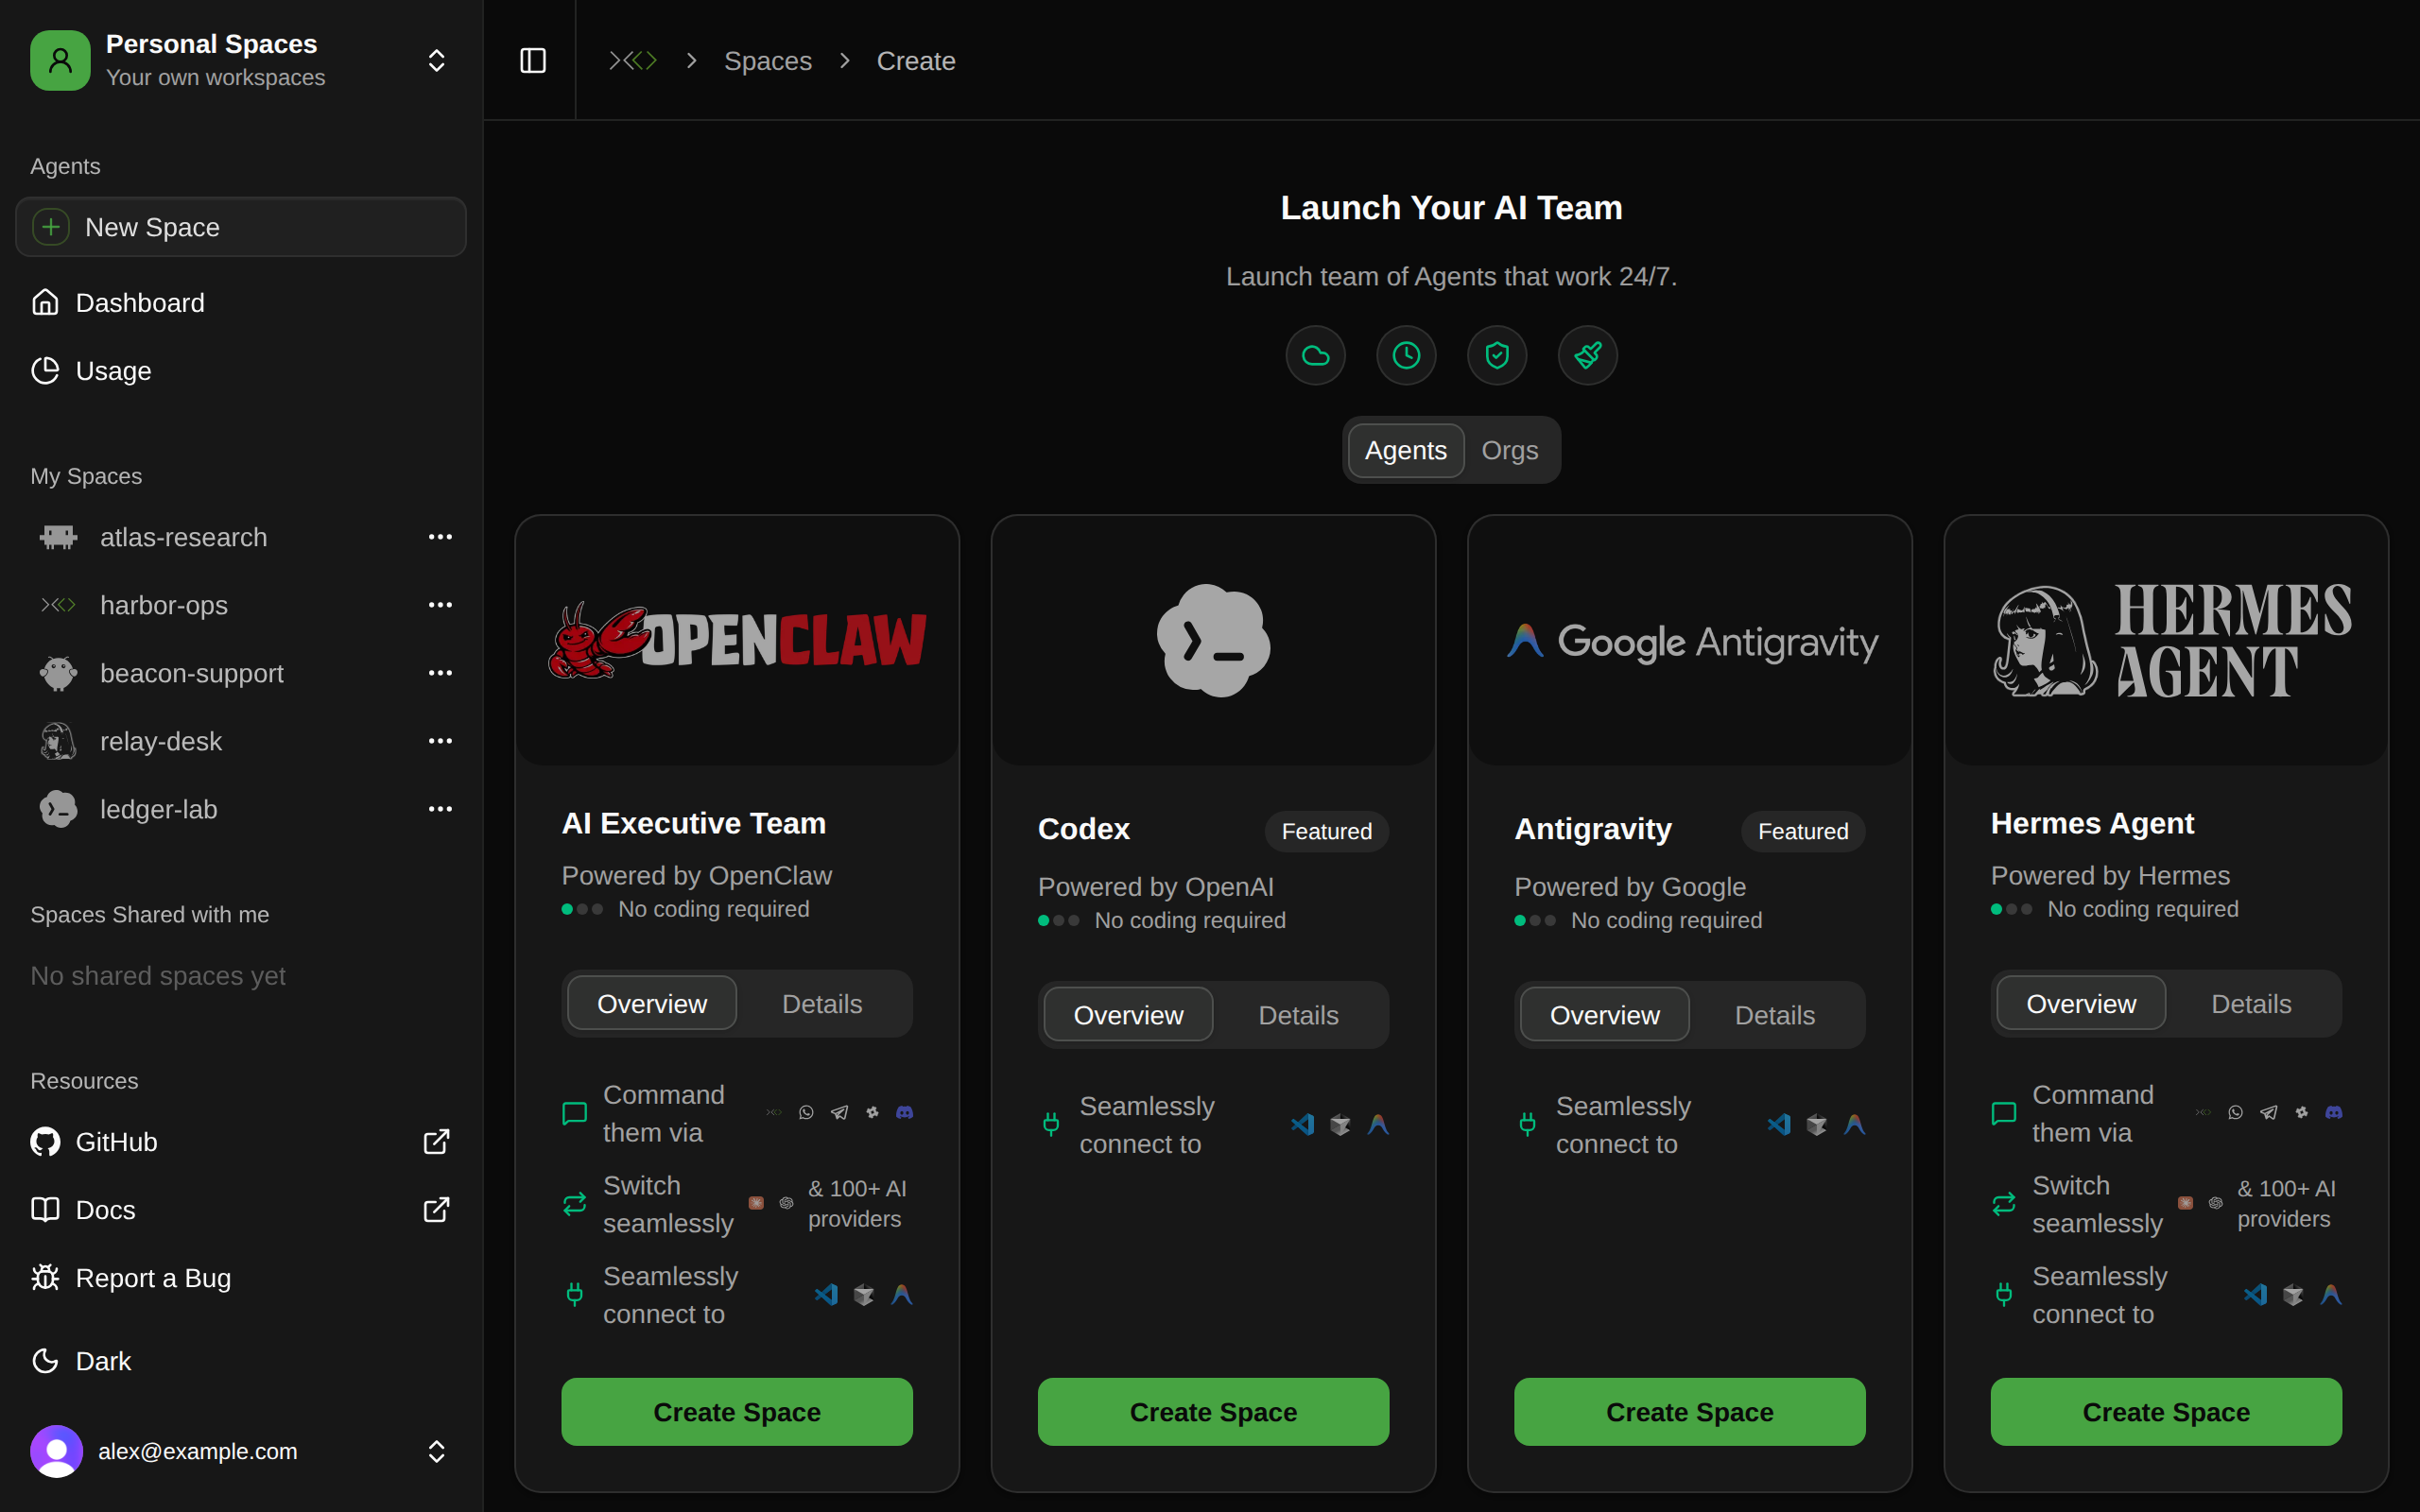 Personal Spaces
Your own workspaces
Agents
New Space
Dashboard
Usage
My Spaces
atlas-research
harbor-ops
beacon-support
relay-desk
ledger-lab
Spaces Shared with me
No shared spaces yet
Resources
GitHub
Docs
Report a Bug
Dark
alex@example.com
Spaces
Create
Launch Your AI Team
Launch team of Agents that work 24/7.
Agents
Orgs
OPENCLAW
AI Executive Team
Powered by OpenClaw
No coding required
Overview
Details
Command
them via
Switch
seamlessly
& 100+ AI
providers
Seamlessly
connect to
Create Space
Codex
Featured
Powered by OpenAI
No coding required
Overview
Details
Seamlessly
connect to
Create Space
Google Antigravity
Antigravity
Featured
Powered by Google
No coding required
Overview
Details
Seamlessly
connect to
Create Space
HERMES
AGENT
Hermes Agent
Powered by Hermes
No coding required
Overview
Details
Command
them via
Switch
seamlessly
& 100+ AI
providers
Seamlessly
connect to
Create Space